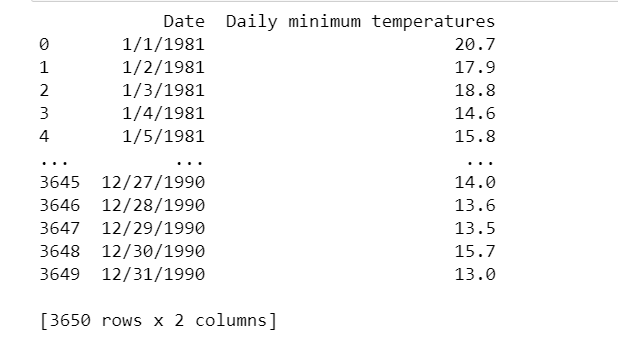 Date Daily minimum temperatures
0 1/1/1981 20.7
1 1/2/1981 17.9
2 1/3/1981 18.8
3 1/4/1981 14.6
4 1/5/1981 15.8
... ... ...
3645 12/27/1990 14.0
3646 12/28/1990 13.6
3647 12/29/1990 13.5
3648 12/30/1990 15.7
3649 12/31/1990 13.0
[3650 rows x 2 columns]